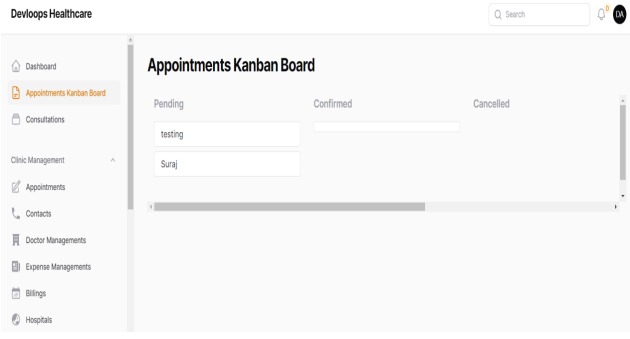 Devloops Healthcare
Search
0
DA
Dashboard
Appointments Kanban Board
Consultations
Clinic Management
Appointments
Contacts
Doctor Managements
Expense Managements
Billings
Hospitals
Appointments Kanban Board
Pending
Confirmed
Cancelled
testing
Suraj